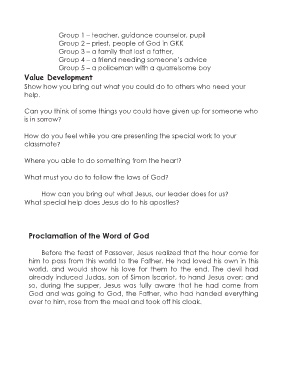 Group 1 – teacher, guidance counselor, pupil
Group 2 – priest, people of God in GKK
Group 3 – a family that lost a father,
Group 4 – a friend needing someone's advice
Group 5 – a policeman with a quarrelsome boy
Value Development
Show how you bring out what you could do to others who need your
help.
Can you think of some things you could have given up for someone who
is in sorrow?
How do you feel while you are presenting the special work to your
classmate?
Where you able to do something from the heart?
What must you do to follow the laws of God?
How can you bring out what Jesus, our leader does for us?
What special help does Jesus do to his apostles?
Proclamation of the Word of God
Before the feast of Passover, Jesus realized that the hour come for
him to pass from this world to the Father. He had loved his own in this
world, and would show his love for them to the end. The devil had
already induced Judas, son of Simon Iscariot, to hand Jesus over; and
so, during the supper, Jesus was fully aware that he had come from
God and was going to God, the Father, who had handed everything
over to him, rose from the meal and took off his cloak.